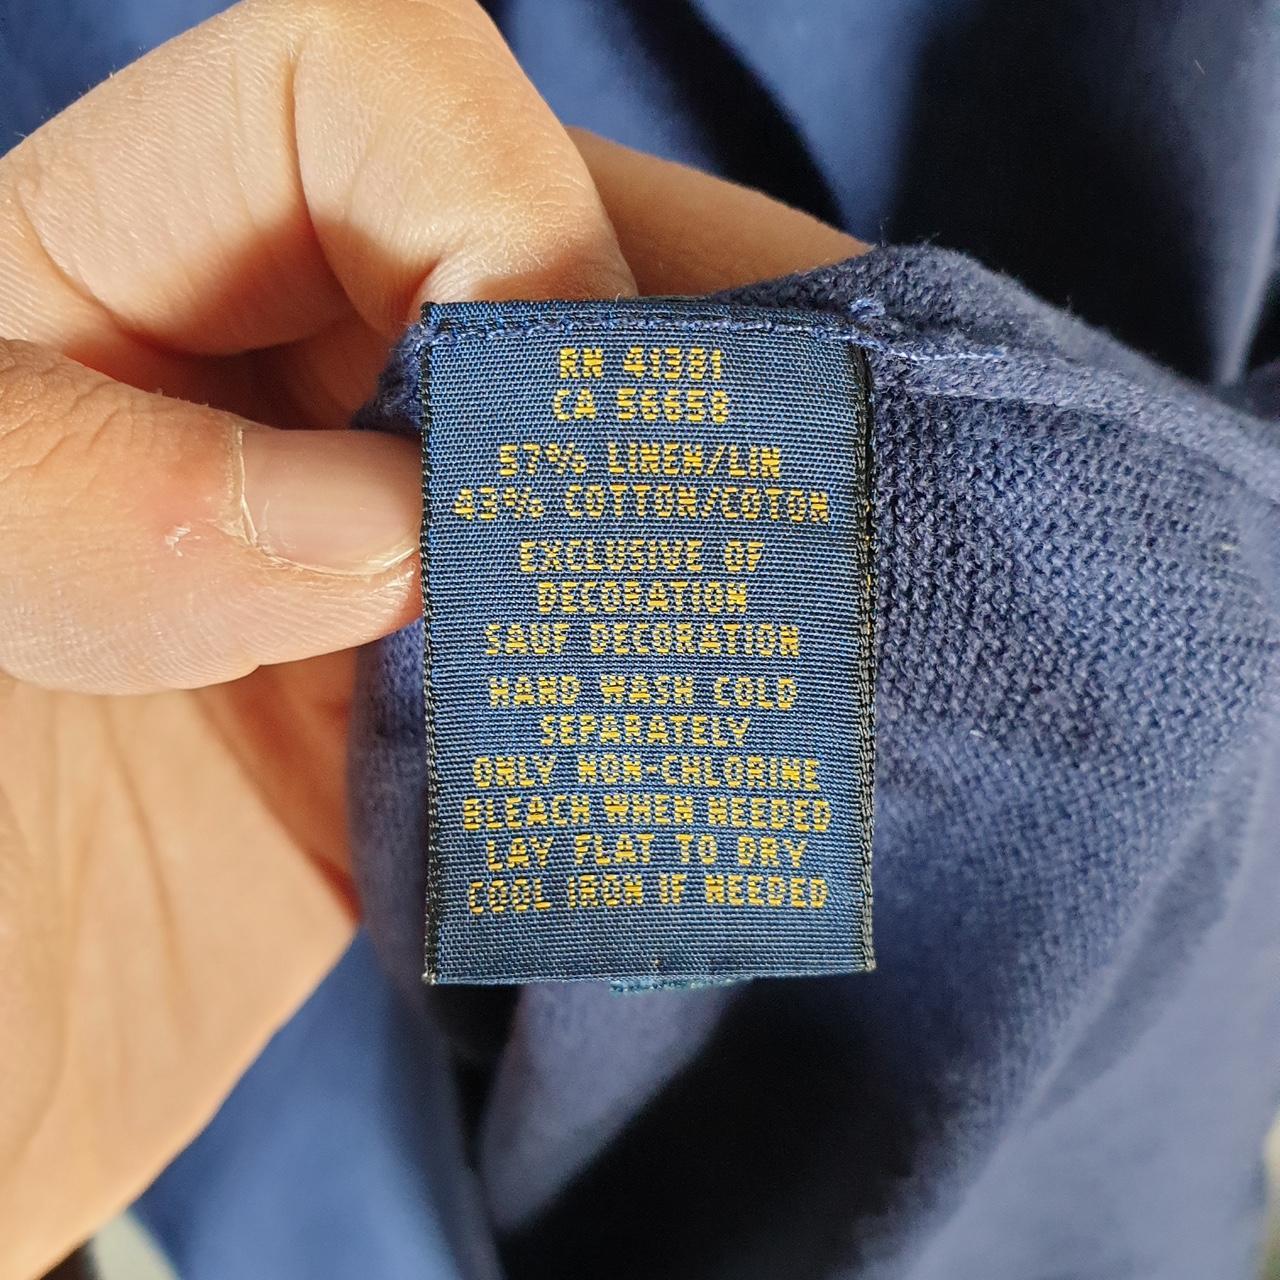 RN 41381
CA 56658
57% LINEN/LIN
43% COTTON/COTON
EXCLUSIVE OF
DECORATION
SAUF DECORATION
HAND WASH COLD
SEPARATELY
ONLY NON-CHLORINE
BLEACH WHEN NEEDED
LAY FLAT TO DRY
COOL IRON IF NEEDED